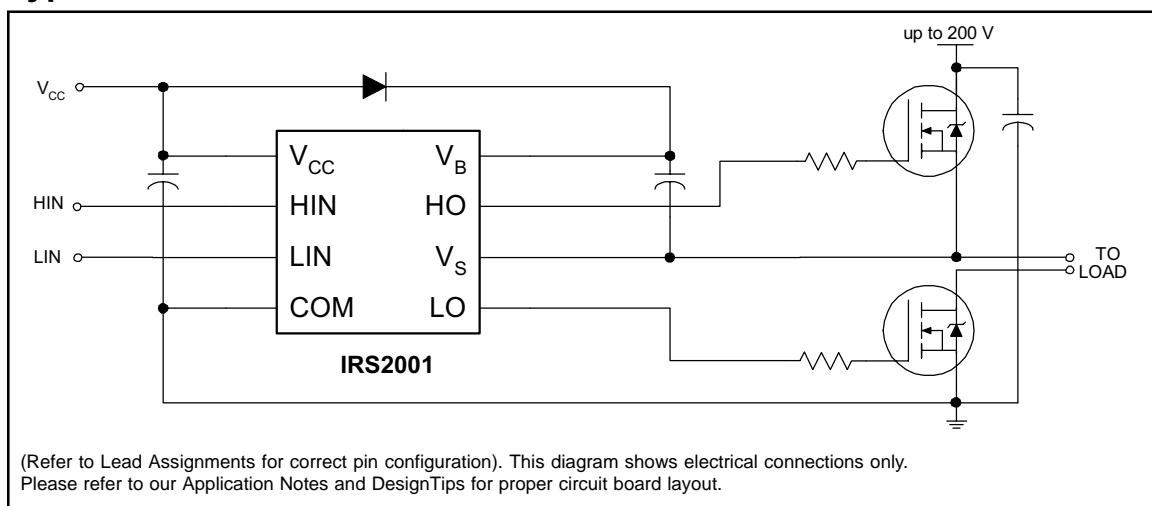 up to 200 V
VCC
VCC
VB
HIN
HIN
HO
LIN
LIN
VS
TO
LOAD
COM
LO
IRS2001
(Refer to Lead Assignments for correct pin configuration). This diagram shows electrical connections only.
Please refer to our Application Notes and DesignTips for proper circuit board layout.